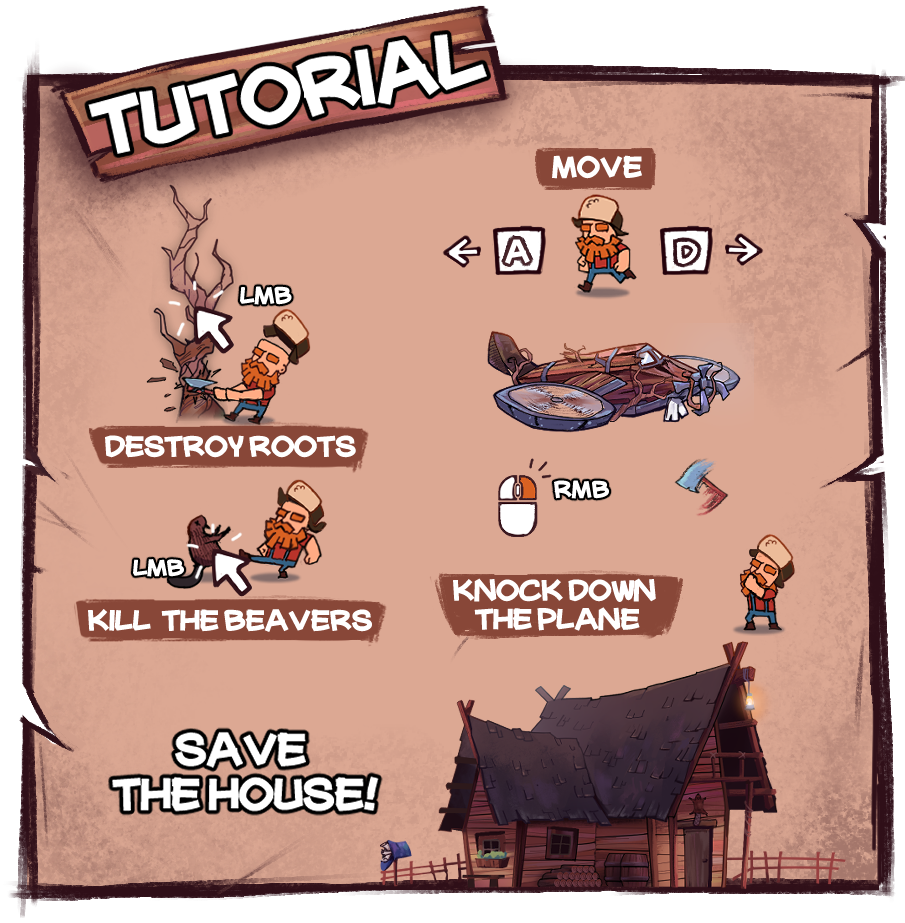 TUTORIAL
MOVE
A
D
LMB
DESTROY ROOTS
RMB
LMB
KILL THE BEAVERS
KNOCK DOWN
THE PLANE
SAVE
THE HOUSE!